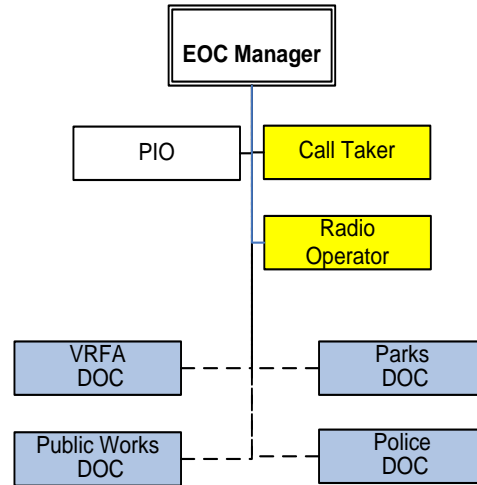 EOC Manager
PIO
Call Taker
Radio
Operator
VRFA
DOC
Parks
DOC
Public Works
DOC
Police
DOC